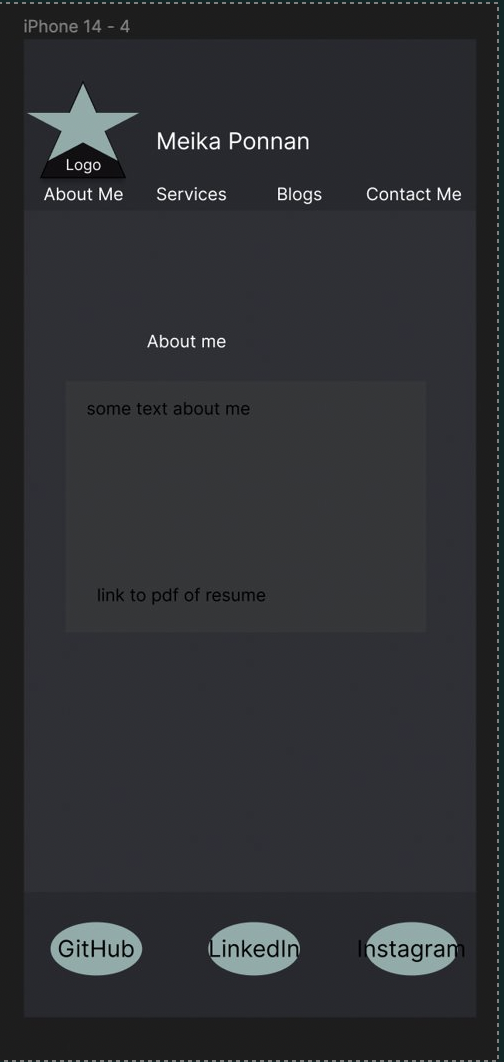 iPhone 14 - 4
Meika Ponnan
Logo
About Me Services Blogs Contact Me
About me
some text about me
link to pdf of resume
GitHub LinkedIn Instagram